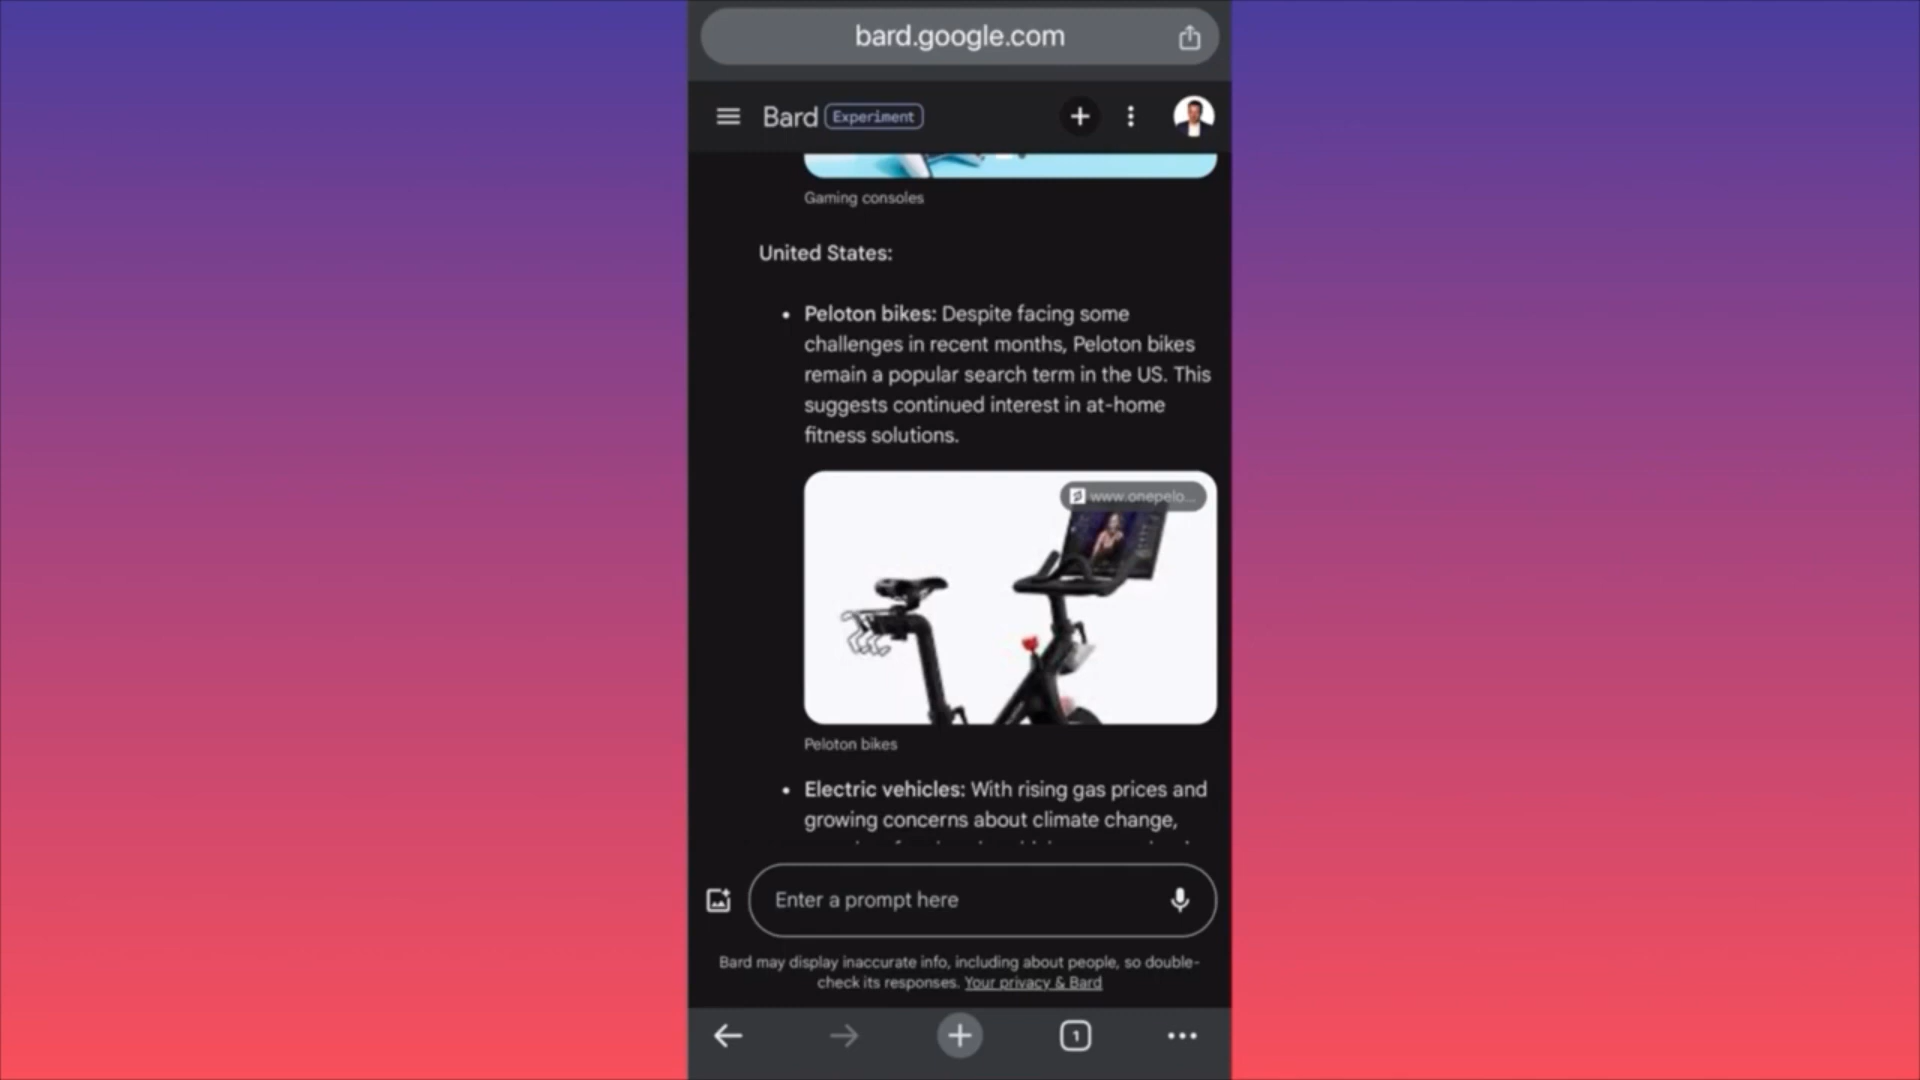 bard.google.com
Bard Experiment
Gaming consoles
United States:
• Peloton bikes: Despite facing some
challenges in recent months, Peloton bikes
remain a popular search term in the US. This
suggests continued interest in at-home
fitness solutions.
www.onepelo...
Peloton bikes
• Electric vehicles: With rising gas prices and
growing concerns about climate change,
Enter a prompt here
Bard may display inaccurate info, including about people, so double-
check its responses. Your privacy & Bard
1